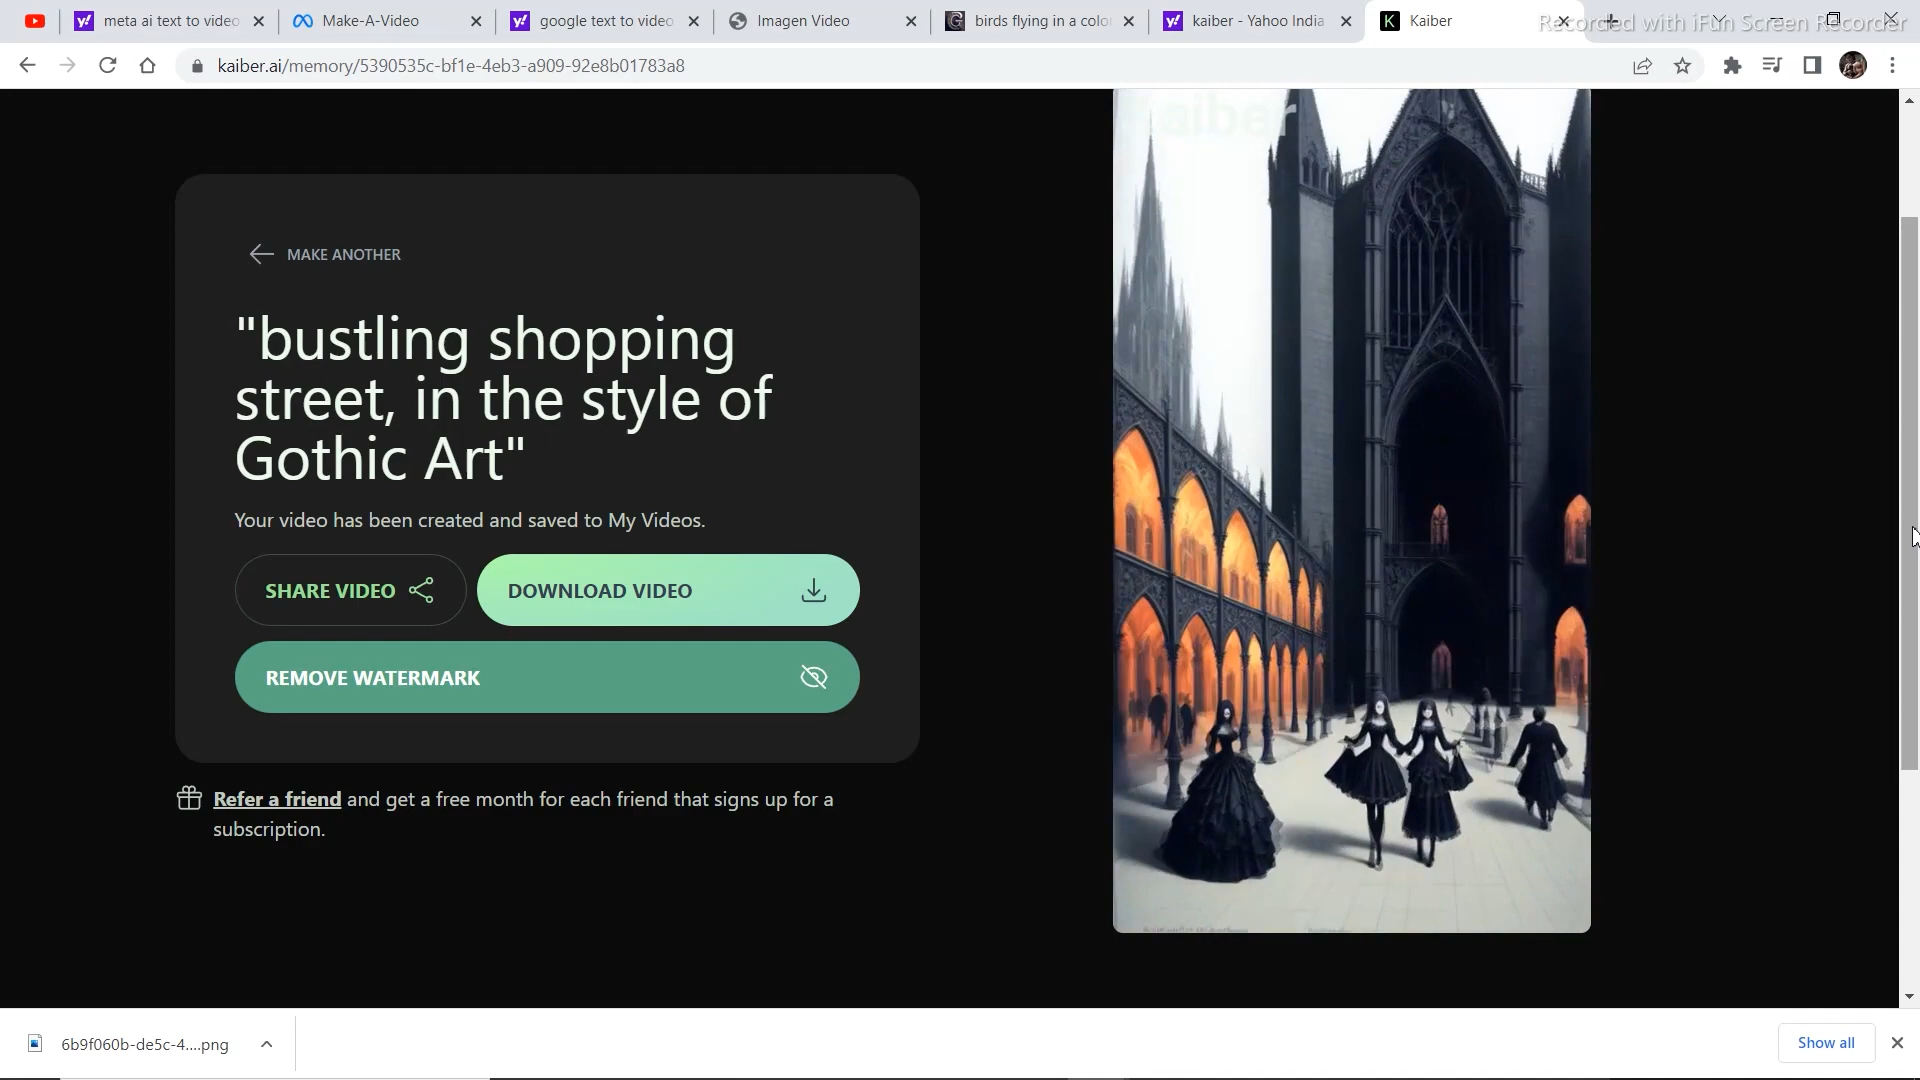 meta ai text to video
Make-A-Video
google text to video
Imagen Video
birds flying in a color
kaiber - Yahoo India
K
Kaiber
Recorded with iFun Screen Recorder
kaiber.ai/memory/5390535c-bf1e-4eb3-a909-92e8b01783a8
Kaiber
MAKE ANOTHER
"bustling shopping
street, in the style of
Gothic Art"
Your video has been created and saved to My Videos.
SHARE VIDEO
DOWNLOAD VIDEO
REMOVE WATERMARK
Refer a friend and get a free month for each friend that signs up for a
subscription.
6b9f060b-de5c-4....png
Show all